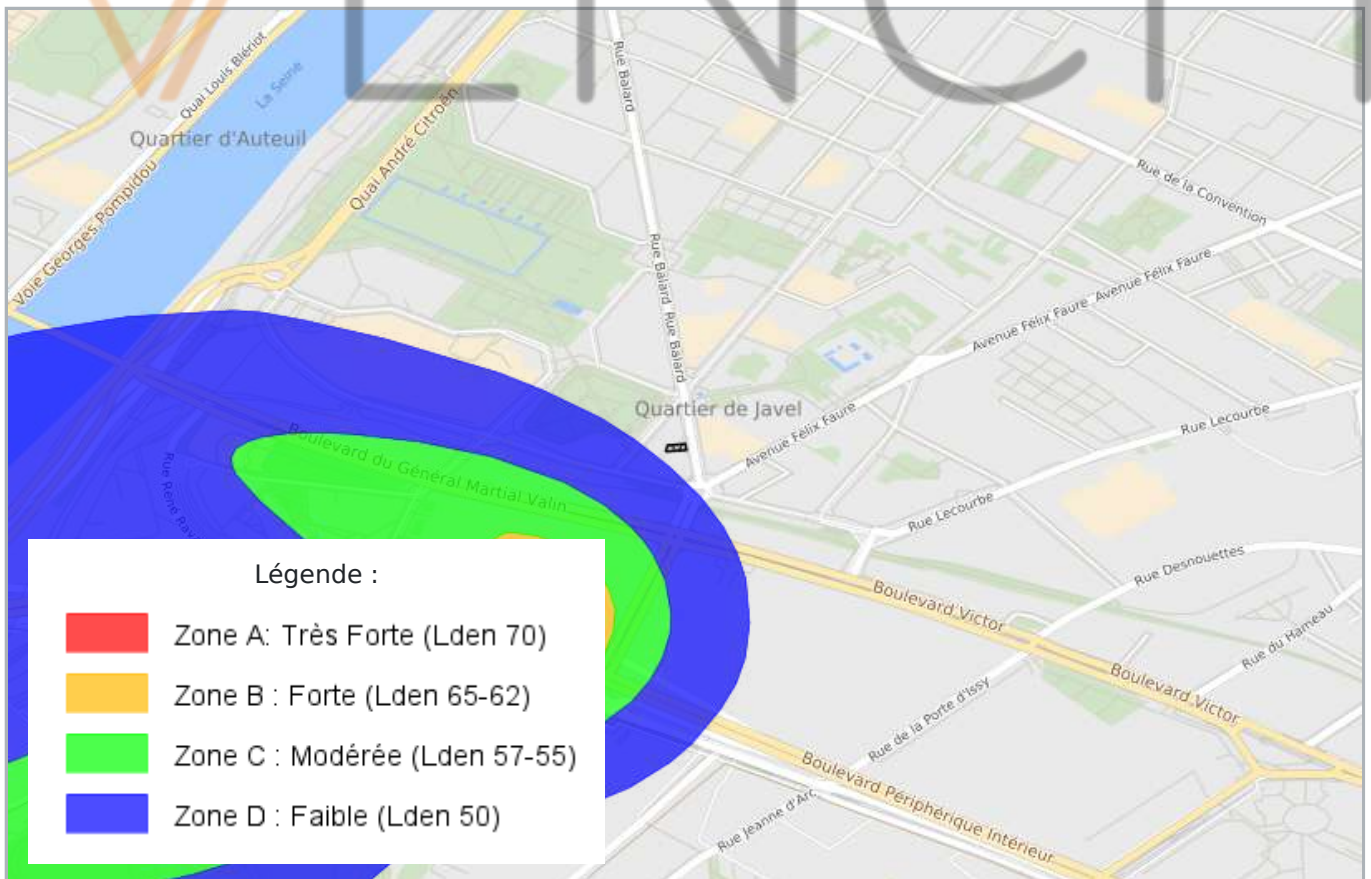 Quai Louis Blériot
La Seine
Quartier d'Auteuil
Voie Georges Pompidou
Quai André Citroën
Rue Balard
Rue Balard
Rue Balard
Rue de la Convention
Avenue Félix Faure
Avenue Félix Faure
Quartier de Javel
Avenue Félix Faure
Rue Lecourbe
Rue Lecourbe
Boulevard du Général Martial Valin
Rue René Rav
Rue Desnouettes
Boulevard Victor
Rue du Hameau
Boulevard Victor
Rue de la Porte d'Issy
Boulevard Périphérique Intérieur
Rue Jeanne d'Arc
Légende :
Zone A: Très Forte (Lden 70)
Zone B : Forte (Lden 65-62)
Zone C : Modérée (Lden 57-55)
Zone D : Faible (Lden 50)